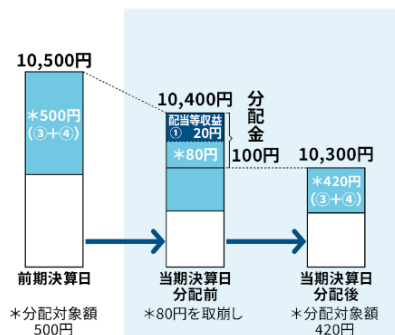 10,500円
＊500円
(③+④)
前期決算日
＊分配対象額
500円
10,400円
配当等収益
① 20円
＊80円
分配金
100円
当期決算日
分配前
＊80円を取崩し
10,300円
＊420円
(③+④)
当期決算日
分配後
＊分配対象額
420円